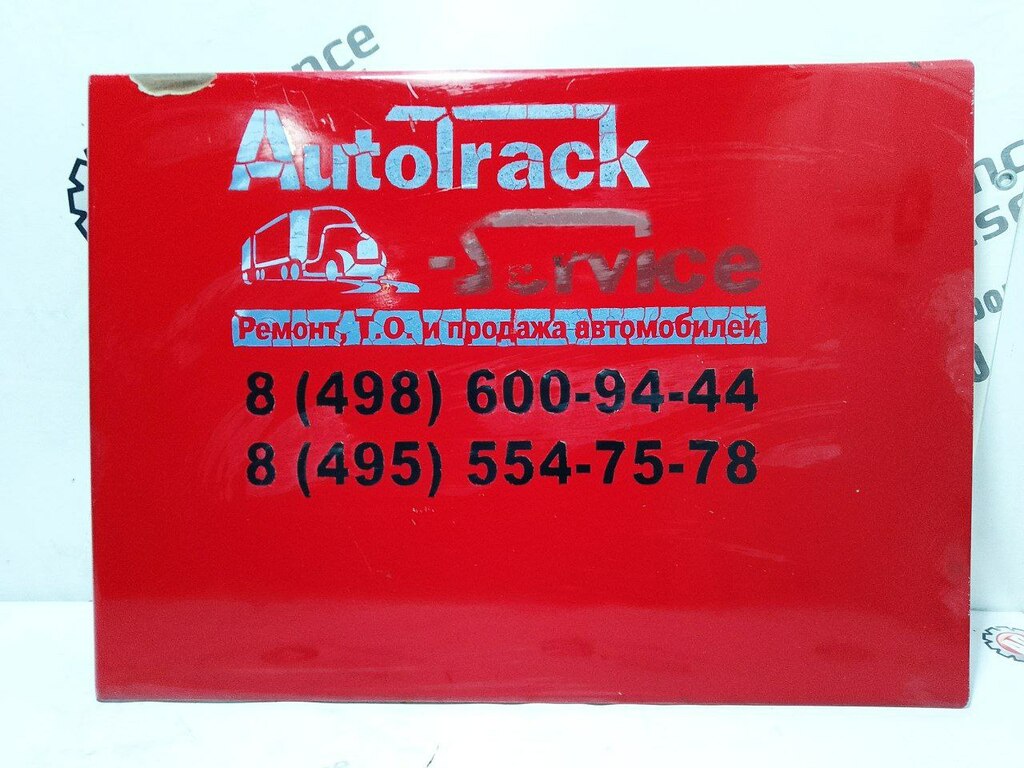 AutoTrack
-Service
Ремонт, Т.О. и продажа автомобилей
8 (498) 600-94-44
8 (495) 554-75-78